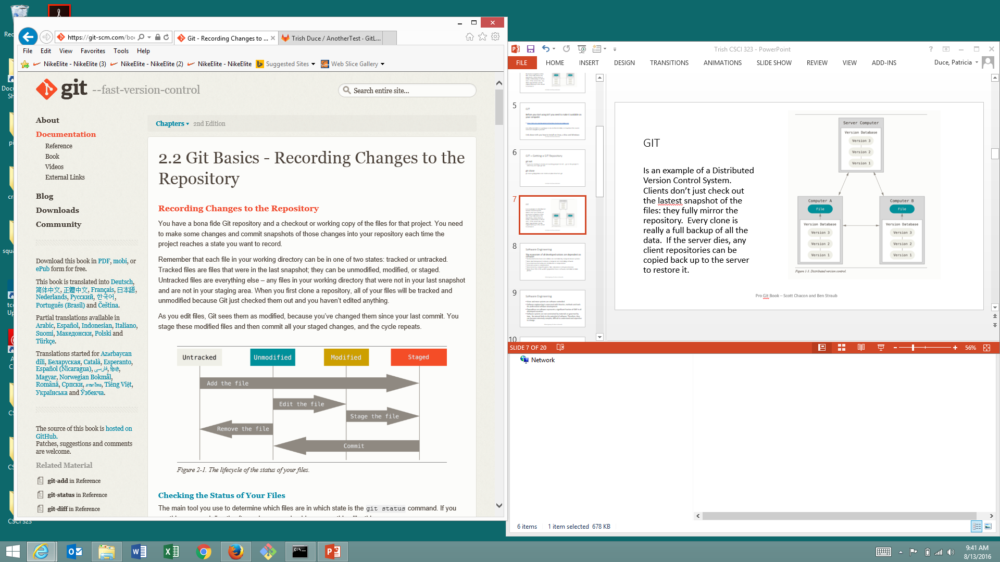 https://git-scm.com/bo
Git - Recording Changes to ...
Trish Duce / AnotherTest · GitL...
File Edit View Favorites Tools Help
NikeElite - NikeElite (3) NikeElite - NikeElite (2) NikeElite - NikeElite Suggested Sites Web Slice Gallery
git --fast-version-control
Search entire site...
About
Documentation
Reference
Book
Videos
External Links
Blog
Downloads
Community
Download this book in PDF, mobi, or
ePub form for free.
This book is translated into Deutsch,
简体中文, 正體中文, Français, 日本語,
Nederlands, Русский, 한국어,
Português (Brasil) and Čeština.
Partial translations available in
Arabic, Español, Indonesian, Italiano,
Suomi, Македонски, Polski and
Türkçe.
Translations started for Azərbaycan
dili, Беларуская, Català, Esperanto,
Español (Nicaragua), فارسی, हिन्दी,
Magyar, Norwegian Bokmål,
Română, Српски, ภาษาไทย, Tiếng Việt,
Українська and Ўзбекча.
The source of this book is hosted on
GitHub.
Patches, suggestions and comments
are welcome.
Related Material
git-add in Reference
git-status in Reference
git-diff in Reference
Chapters 2nd Edition
2.2 Git Basics - Recording Changes to the
Repository
Recording Changes to the Repository
You have a bona fide Git repository and a checkout or working copy of the files for that project. You need
to make some changes and commit snapshots of those changes into your repository each time the
project reaches a state you want to record.
Remember that each file in your working directory can be in one of two states: tracked or untracked.
Tracked files are files that were in the last snapshot; they can be unmodified, modified, or staged.
Untracked files are everything else – any files in your working directory that were not in your last snapshot
and are not in your staging area. When you first clone a repository, all of your files will be tracked and
unmodified because Git just checked them out and you haven't edited anything.
As you edit files, Git sees them as modified, because you've changed them since your last commit. You
stage these modified files and then commit all your staged changes, and the cycle repeats.
Untracked Unmodified Modified Staged
Add the file
Edit the file
Stage the file
Remove the file
Commit
Figure 2-1. The lifecycle of the status of your files.
Checking the Status of Your Files
The main tool you use to determine which files are in which state is the git status command. If you
Trish CSCI 323 - PowerPoint
FILE HOME INSERT DESIGN TRANSITIONS ANIMATIONS SLIDE SHOW REVIEW VIEW ADD-INS Duce, Patricia
5
GIT
6
GIT – Getting a GIT Repository
git init
git clone
7
8
Software Engineering
9
Software Engineering
10
GIT
Is an example of a Distributed
Version Control System.
Clients don't just check out
the lastest snapshot of the
files: they fully mirror the
repository. Every clone is
really a full backup of all the
data. If the server dies, any
client repositories can be
copied back up to the server
to restore it.
Server Computer
Version Database
Version 3
Version 2
Version 1
Computer A
File
Version Database
Version 3
Version 2
Version 1
Computer B
File
Version Database
Version 3
Version 2
Version 1
Figure 1-3. Distributed version control.
Pro Git Book – Scott Chacon and Ben Straub
SLIDE 7 OF 20
56%
Network
6 items 1 item selected 678 KB
CSCI 323
9:41 AM
8/13/2016